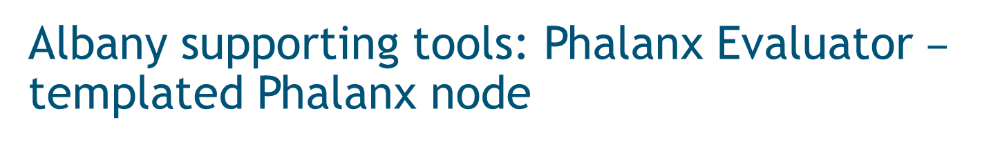 Albany supporting tools: Phalanx Evaluator –
templated Phalanx node